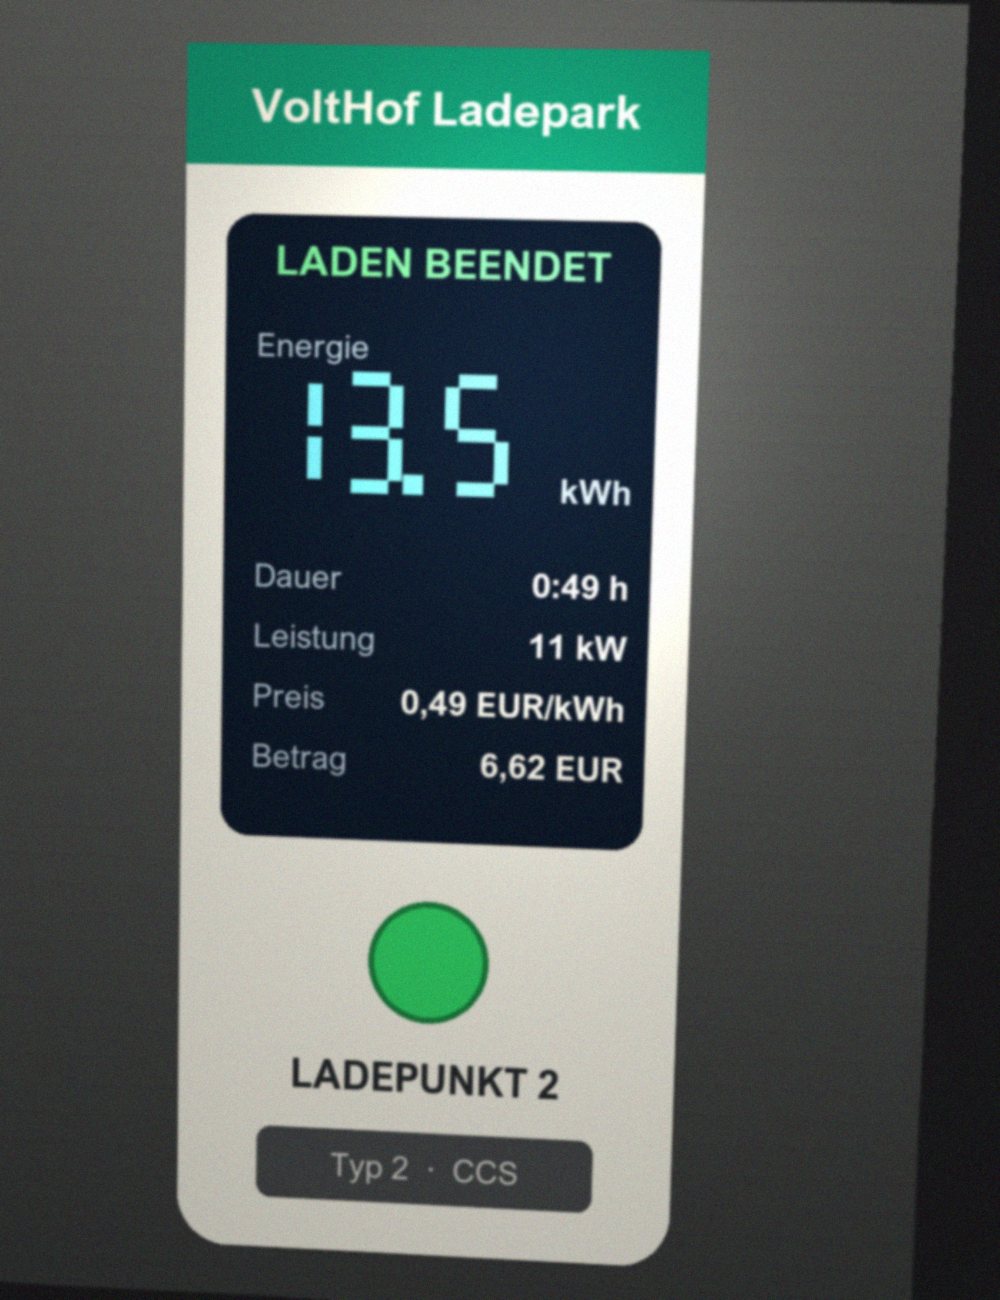 VoltHof Ladepark
LADEN BEENDET
Energie
13.5 kWh
Dauer 0:49 h
Leistung 11 kW
Preis 0,49 EUR/kWh
Betrag 6,62 EUR
LADEPUNKT 2
Typ 2 · CCS